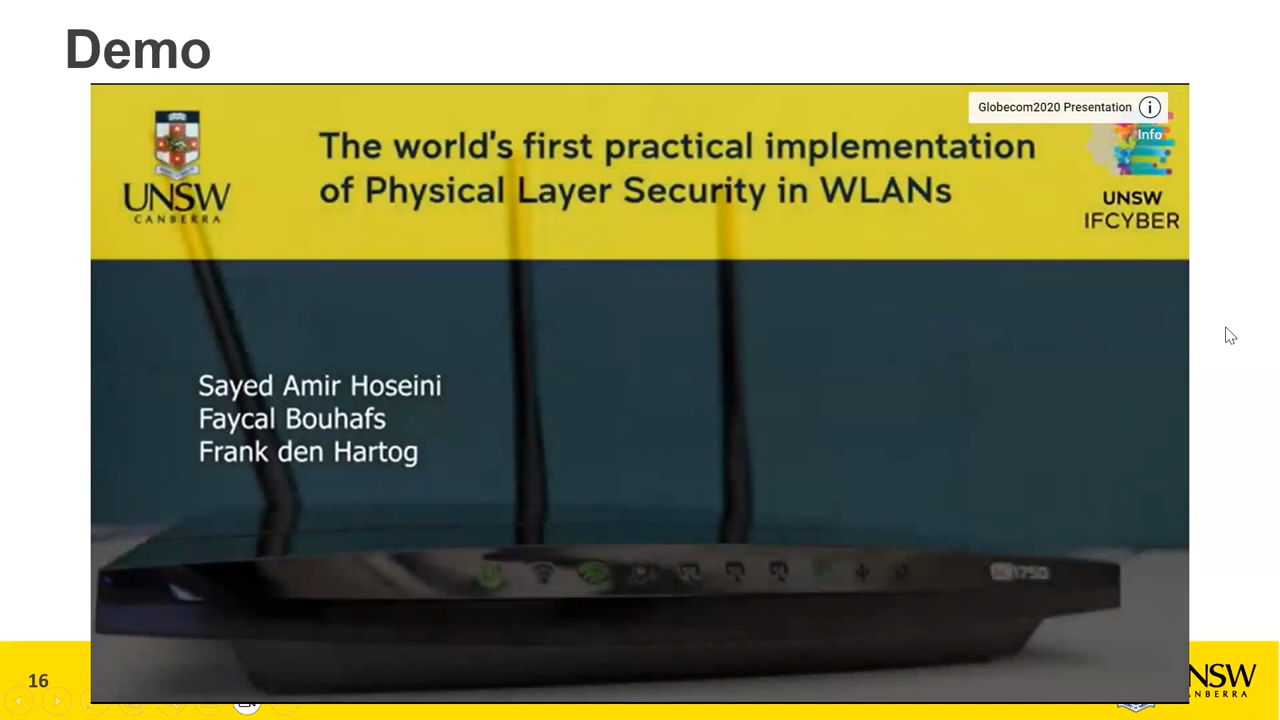 Demo
Globecom2020 Presentation
Info
The world's first practical implementation
of Physical Layer Security in WLANs
UNSW
CANBERRA
UNSW
IFCYBER
Sayed Amir Hoseini
Faycal Bouhafs
Frank den Hartog
1750
16
NSW
ANBERRA